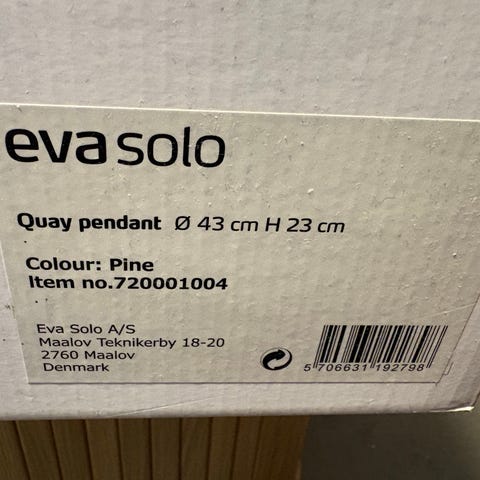 eva solo
Quay pendant Ø 43 cm H 23 cm
Colour: Pine
Item no.720001004
Eva Solo A/S
Maalov Teknikerby 18-20
2760 Maalov
Denmark
5 706631 192798